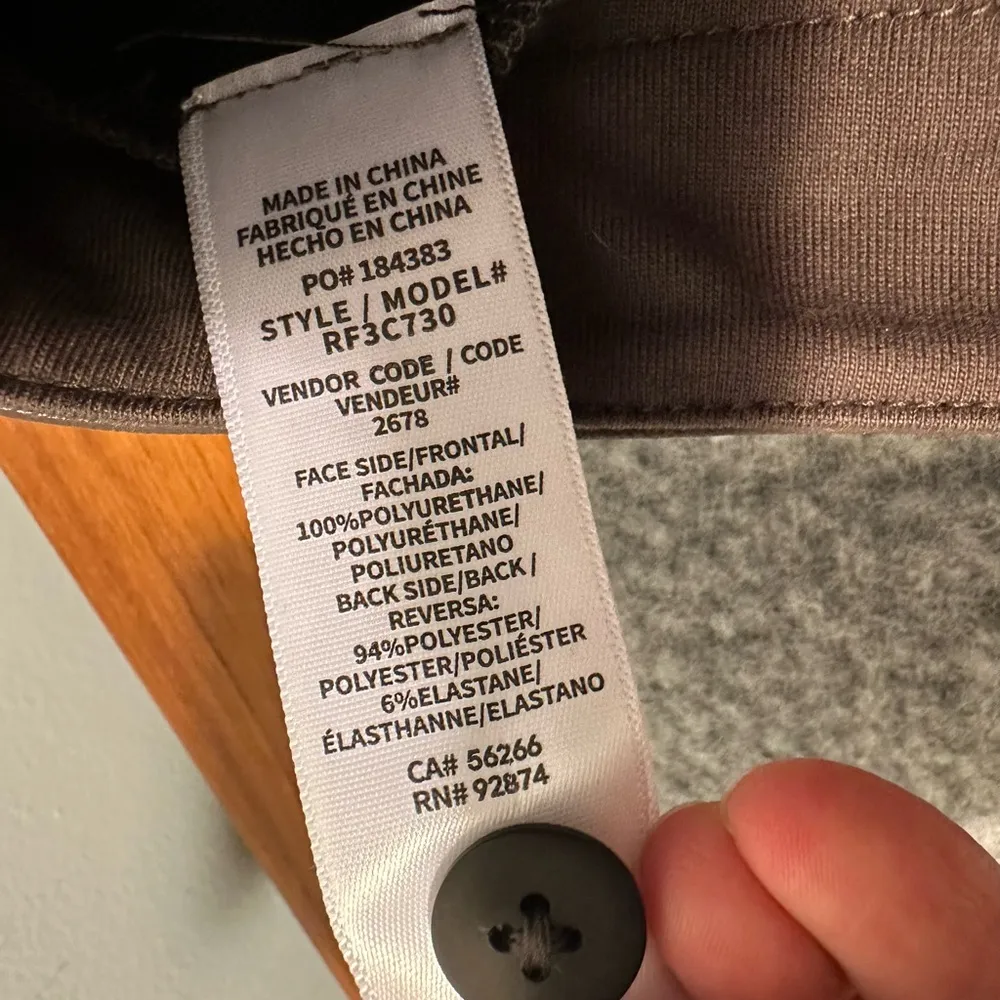 MADE IN CHINA
FABRIQUÉ EN CHINE
HECHO EN CHINA
PO# 184383
STYLE / MODEL#
RF3C730
VENDOR CODE / CODE
VENDEUR#
2678
FACE SIDE/FRONTAL/
FACHADA:
100%POLYURETHANE/
POLYURÉTHANE/
POLIURETANO
BACK SIDE/BACK /
REVERSA:
94%POLYESTER/
POLYESTER/POLIÉSTER
6%ELASTANE/
ÉLASTHANNE/ELASTANO
CA# 56266
RN# 92874